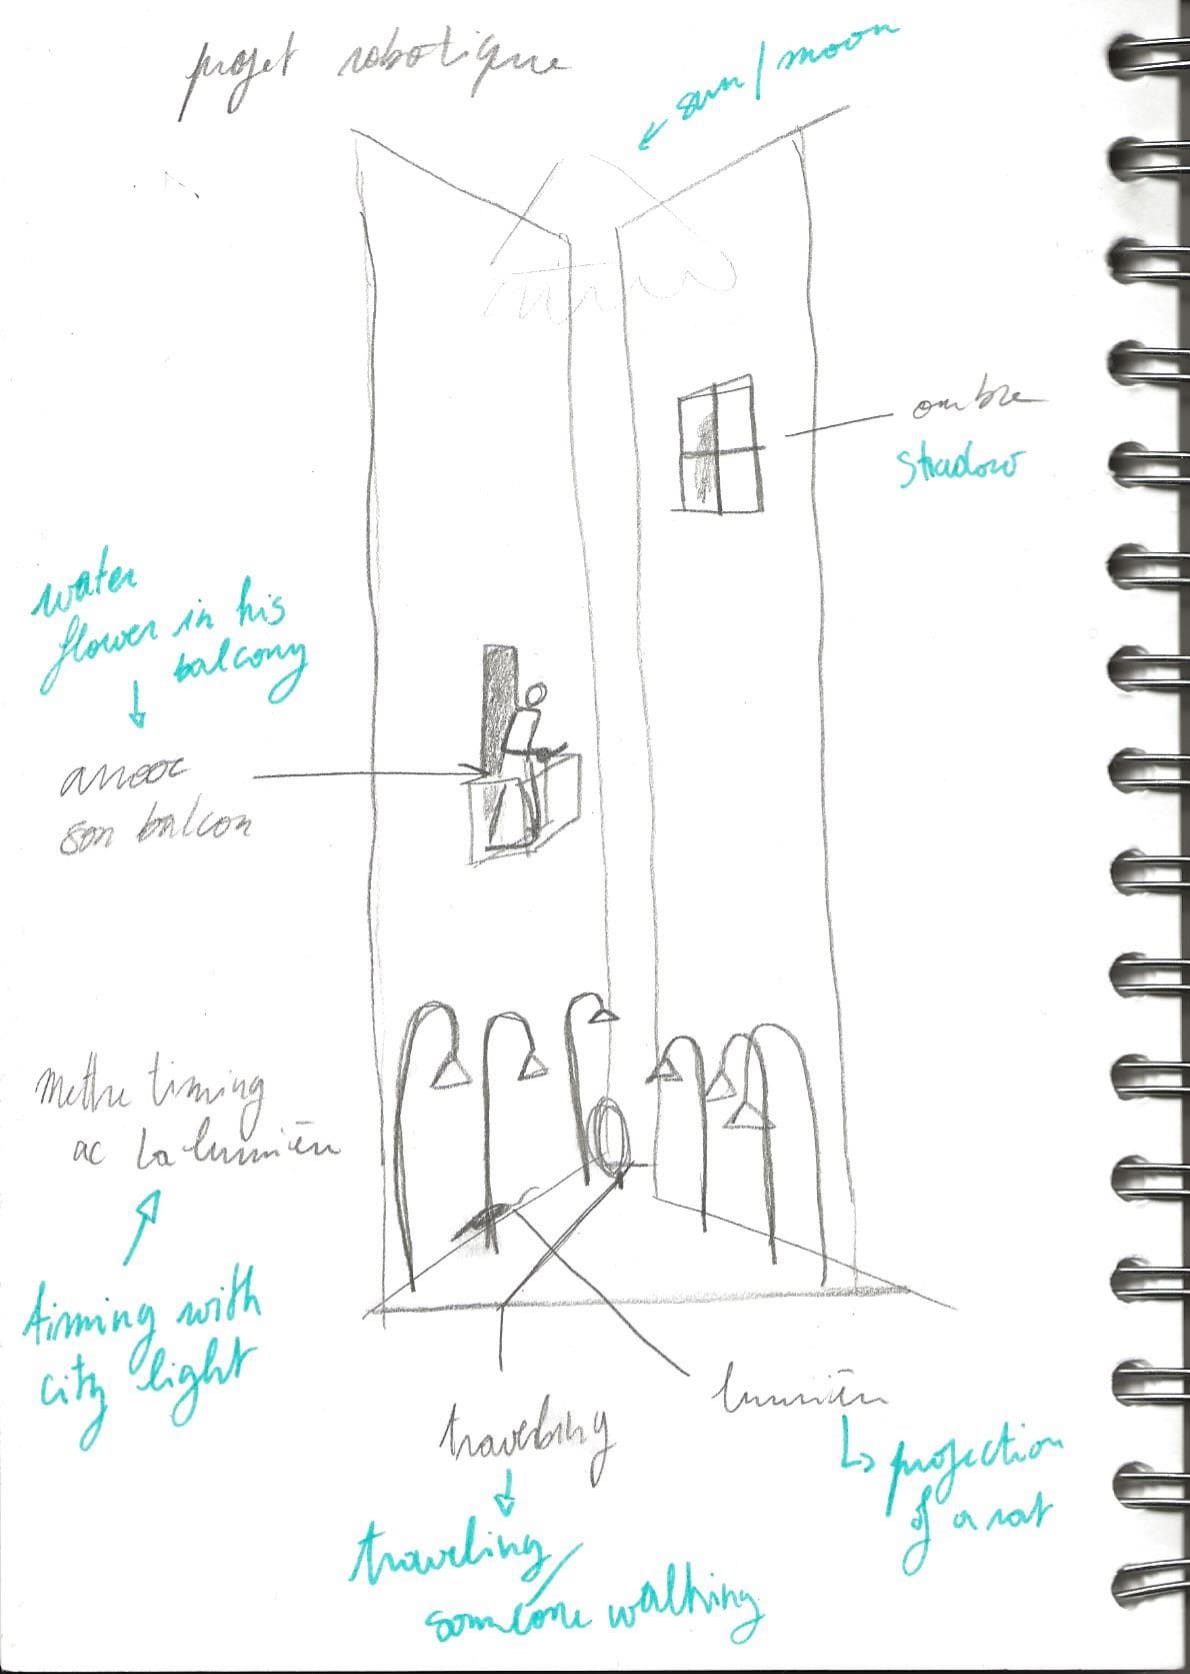 projet robotique
sun / moon
ombre
shadow
water
flower in his
balcony
arrose
son balcon
Mettre timing
ac La lumière
timing with
city light
lumière
travelling
projection
of a rat
traveling /
someone walking